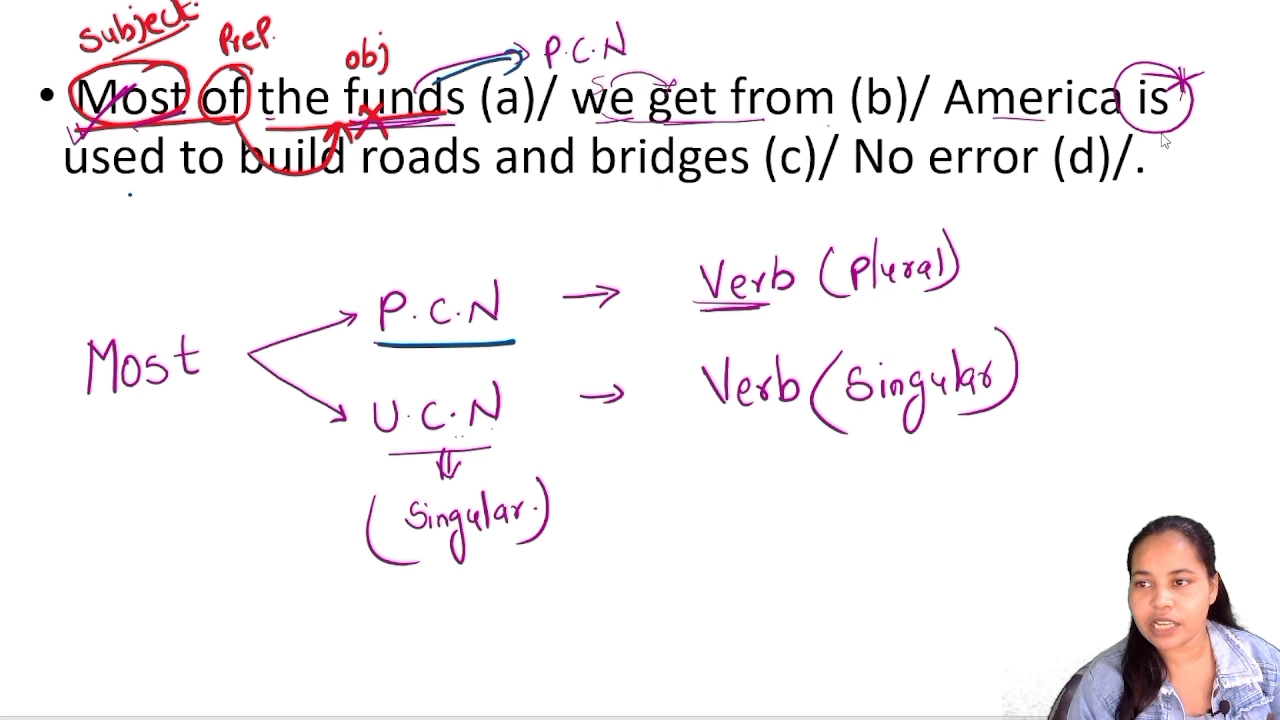 Subject. Prep. obj P.C.N
• Most of the funds (a)/ we get from (b)/ America is
used to build roads and bridges (c)/ No error (d)/.
P.C.N → Verb (Plural)
Most
U.C.N → Verb (Singular)
(Singular.)